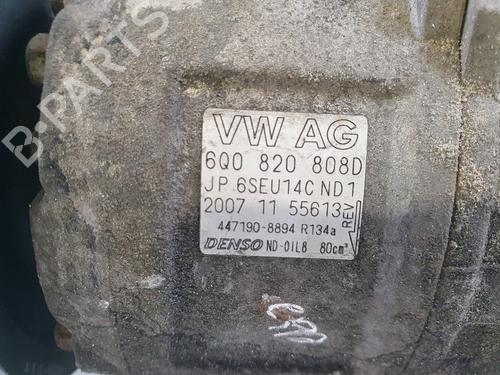 VW AG
6Q0 820 808D
JP 6SEU14C ND1
2007 11 55613
REV
447190-8894 R134a
DENSO ND-OIL8 80cm³
B-PARTS